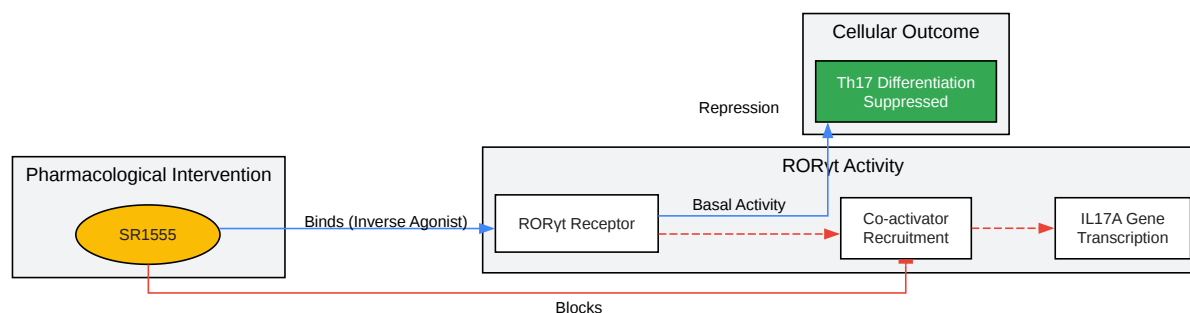 Cellular Outcome
Th17 Differentiation
Suppressed
Repression
Pharmacological Intervention
SR1555
Binds (Inverse Agonist)
RORγt Activity
RORγt Receptor
Basal Activity
Co-activator
Recruitment
IL17A Gene
Transcription
Blocks